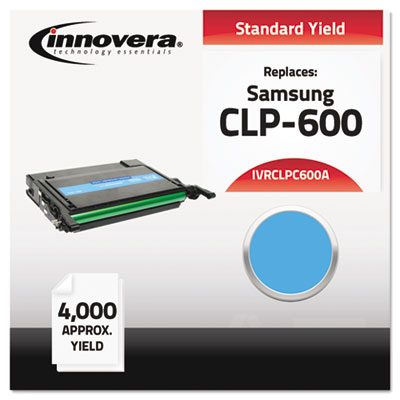 innovera®
technology essentials
Standard Yield
Replaces:
Samsung
CLP-600
IVRCLPC600A
4,000
APPROX.
YIELD